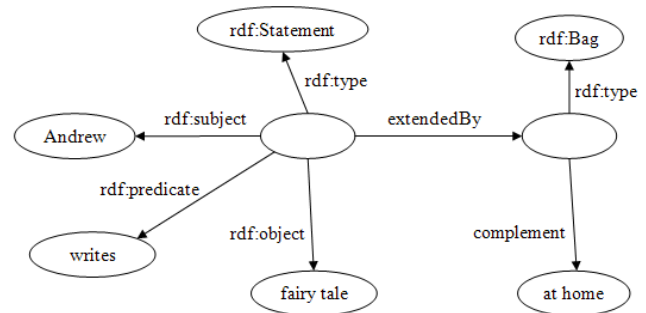 rdf:Statement
rdf:Bag
rdf:type
rdf:type
rdf:subject
extendedBy
Andrew
rdf:predicate
rdf:object
complement
writes
fairy tale
at home